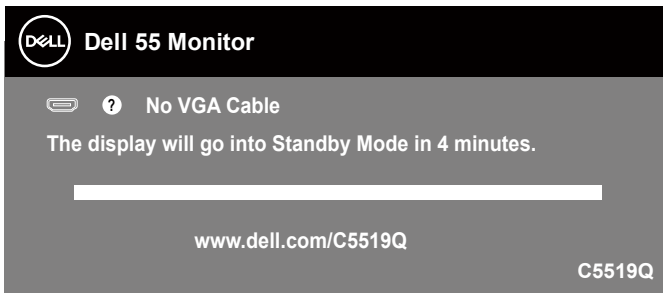 DELL Dell 55 Monitor
? No VGA Cable
The display will go into Standby Mode in 4 minutes.
www.dell.com/C5519Q
C5519Q